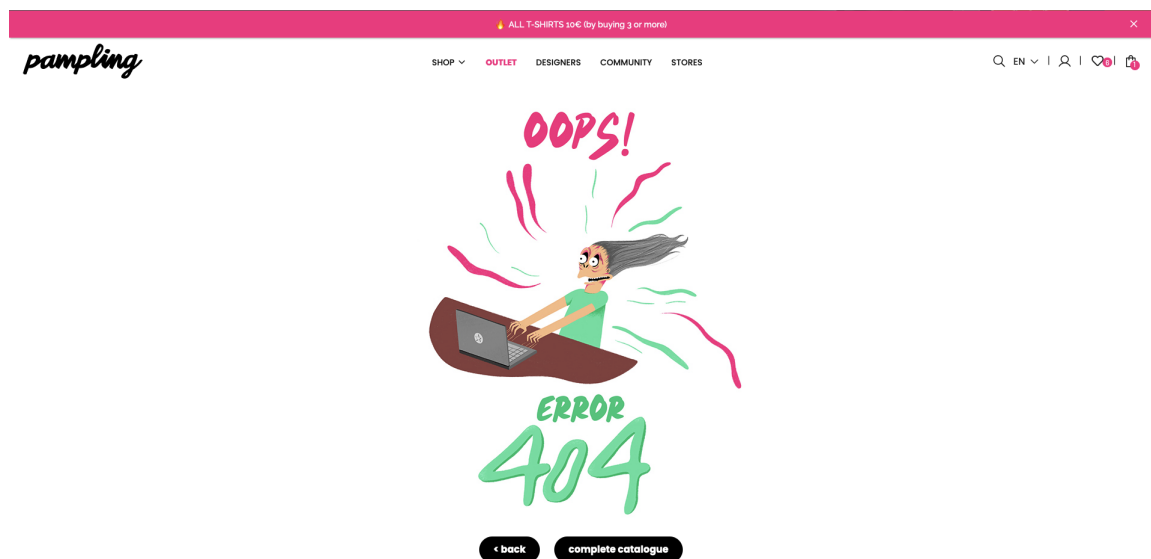 🔥 ALL T-SHIRTS 10€ (by buying 3 or more)
pampling
SHOP OUTLET DESIGNERS COMMUNITY STORES
EN
1
OOPS!
ERROR
404
< back complete catalogue